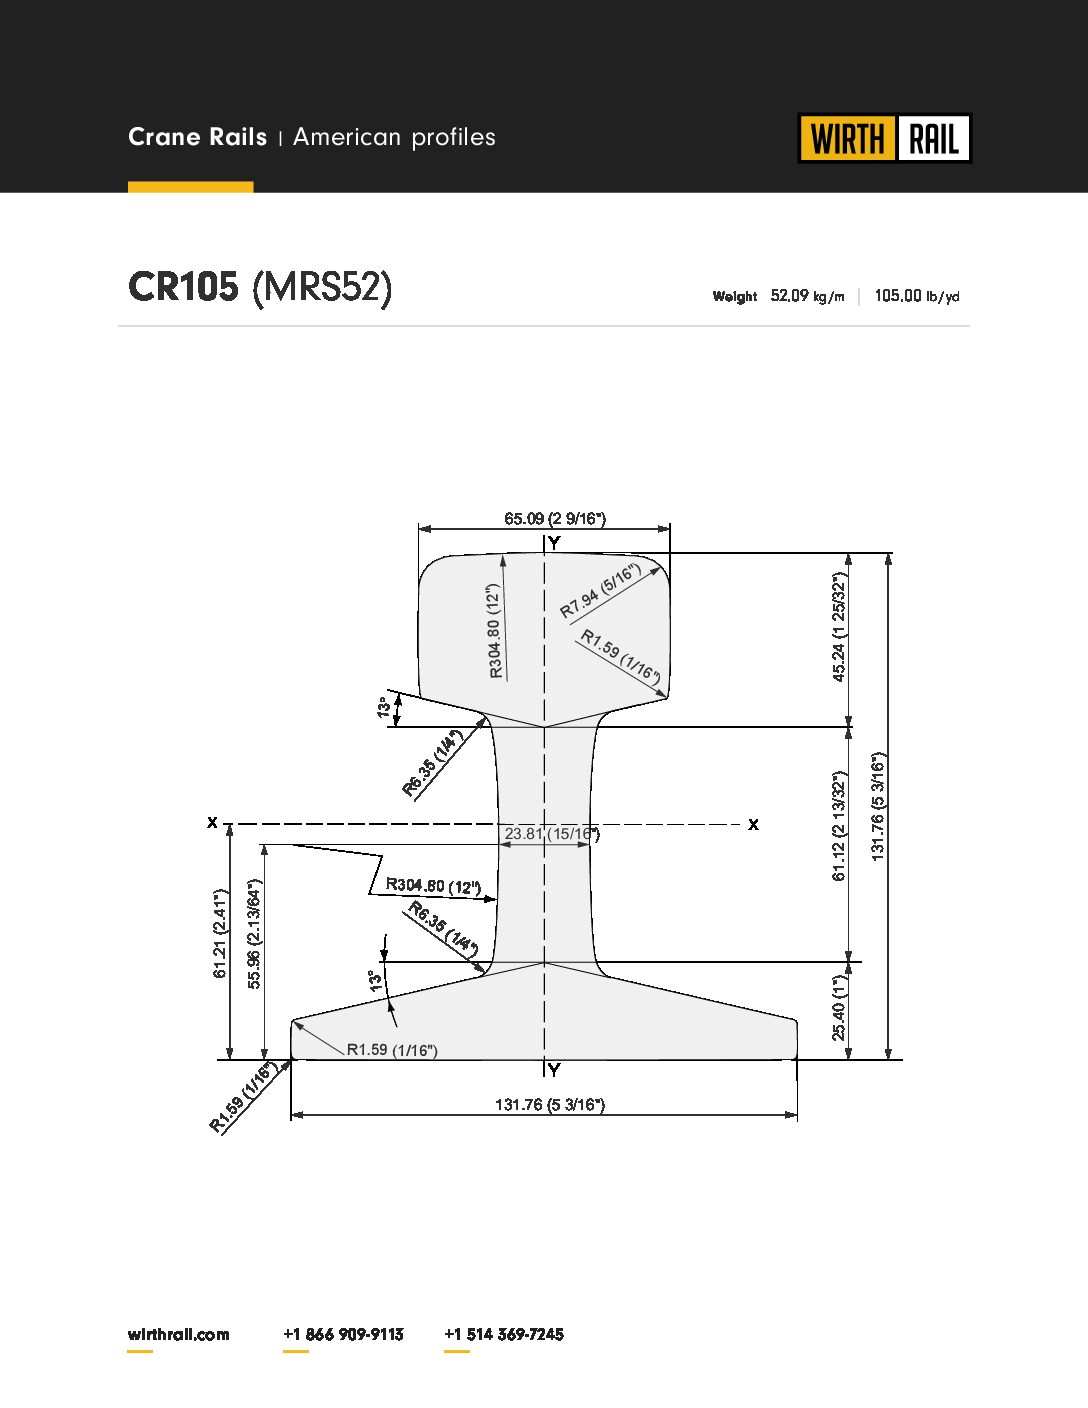 Crane Rails | American profiles
WIRTH RAIL
CR105 (MRS52)
Weight 52,09 kg/m | 105,00 lb/yd
65.09 (2 9/16")
Y
R304.80 (12")
R7.94 (5/16")
R1.59 (1/16")
45.24 (1 25/32")
13°
R6.35 (1/4")
61.12 (2 13/32")
131.76 (5 3/16")
X
X
23.81 (15/16")
R304.80 (12")
R6.35 (1/4")
61.21 (2.41")
55.96 (2.13/64")
13°
25.40 (1")
R1.59 (1/16")
R1.59 (1/16")
Y
131.76 (5 3/16")
wirthrail.com +1 866 909-9113 +1 514 369-7245